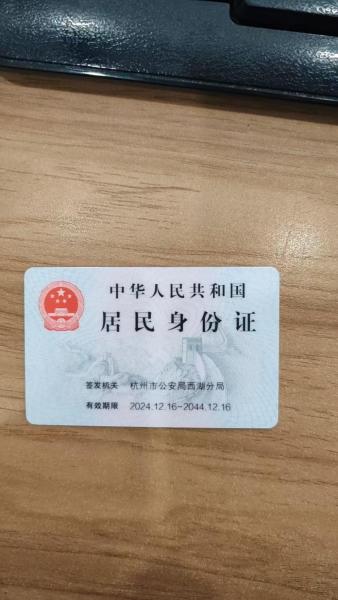 中华人民共和国
居民身份证
签发机关 杭州市公安局西湖分局
有效期限 2024.12.16-2044.12.16